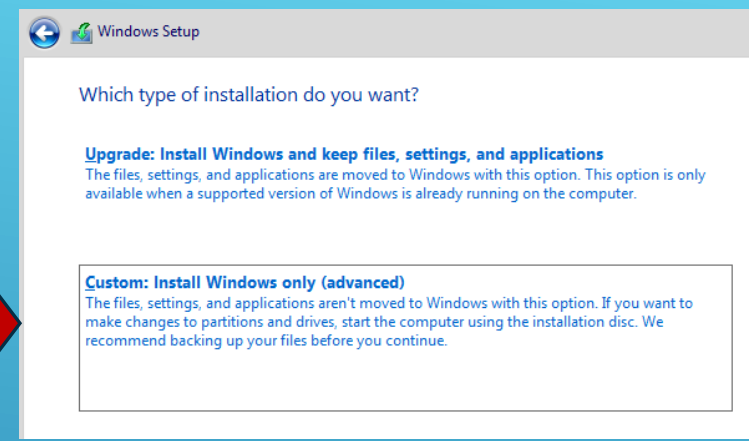 Windows Setup
Which type of installation do you want?
Upgrade: Install Windows and keep files, settings, and applications
The files, settings, and applications are moved to Windows with this option. This option is only
available when a supported version of Windows is already running on the computer.
Custom: Install Windows only (advanced)
The files, settings, and applications aren't moved to Windows with this option. If you want to
make changes to partitions and drives, start the computer using the installation disc. We
recommend backing up your files before you continue.